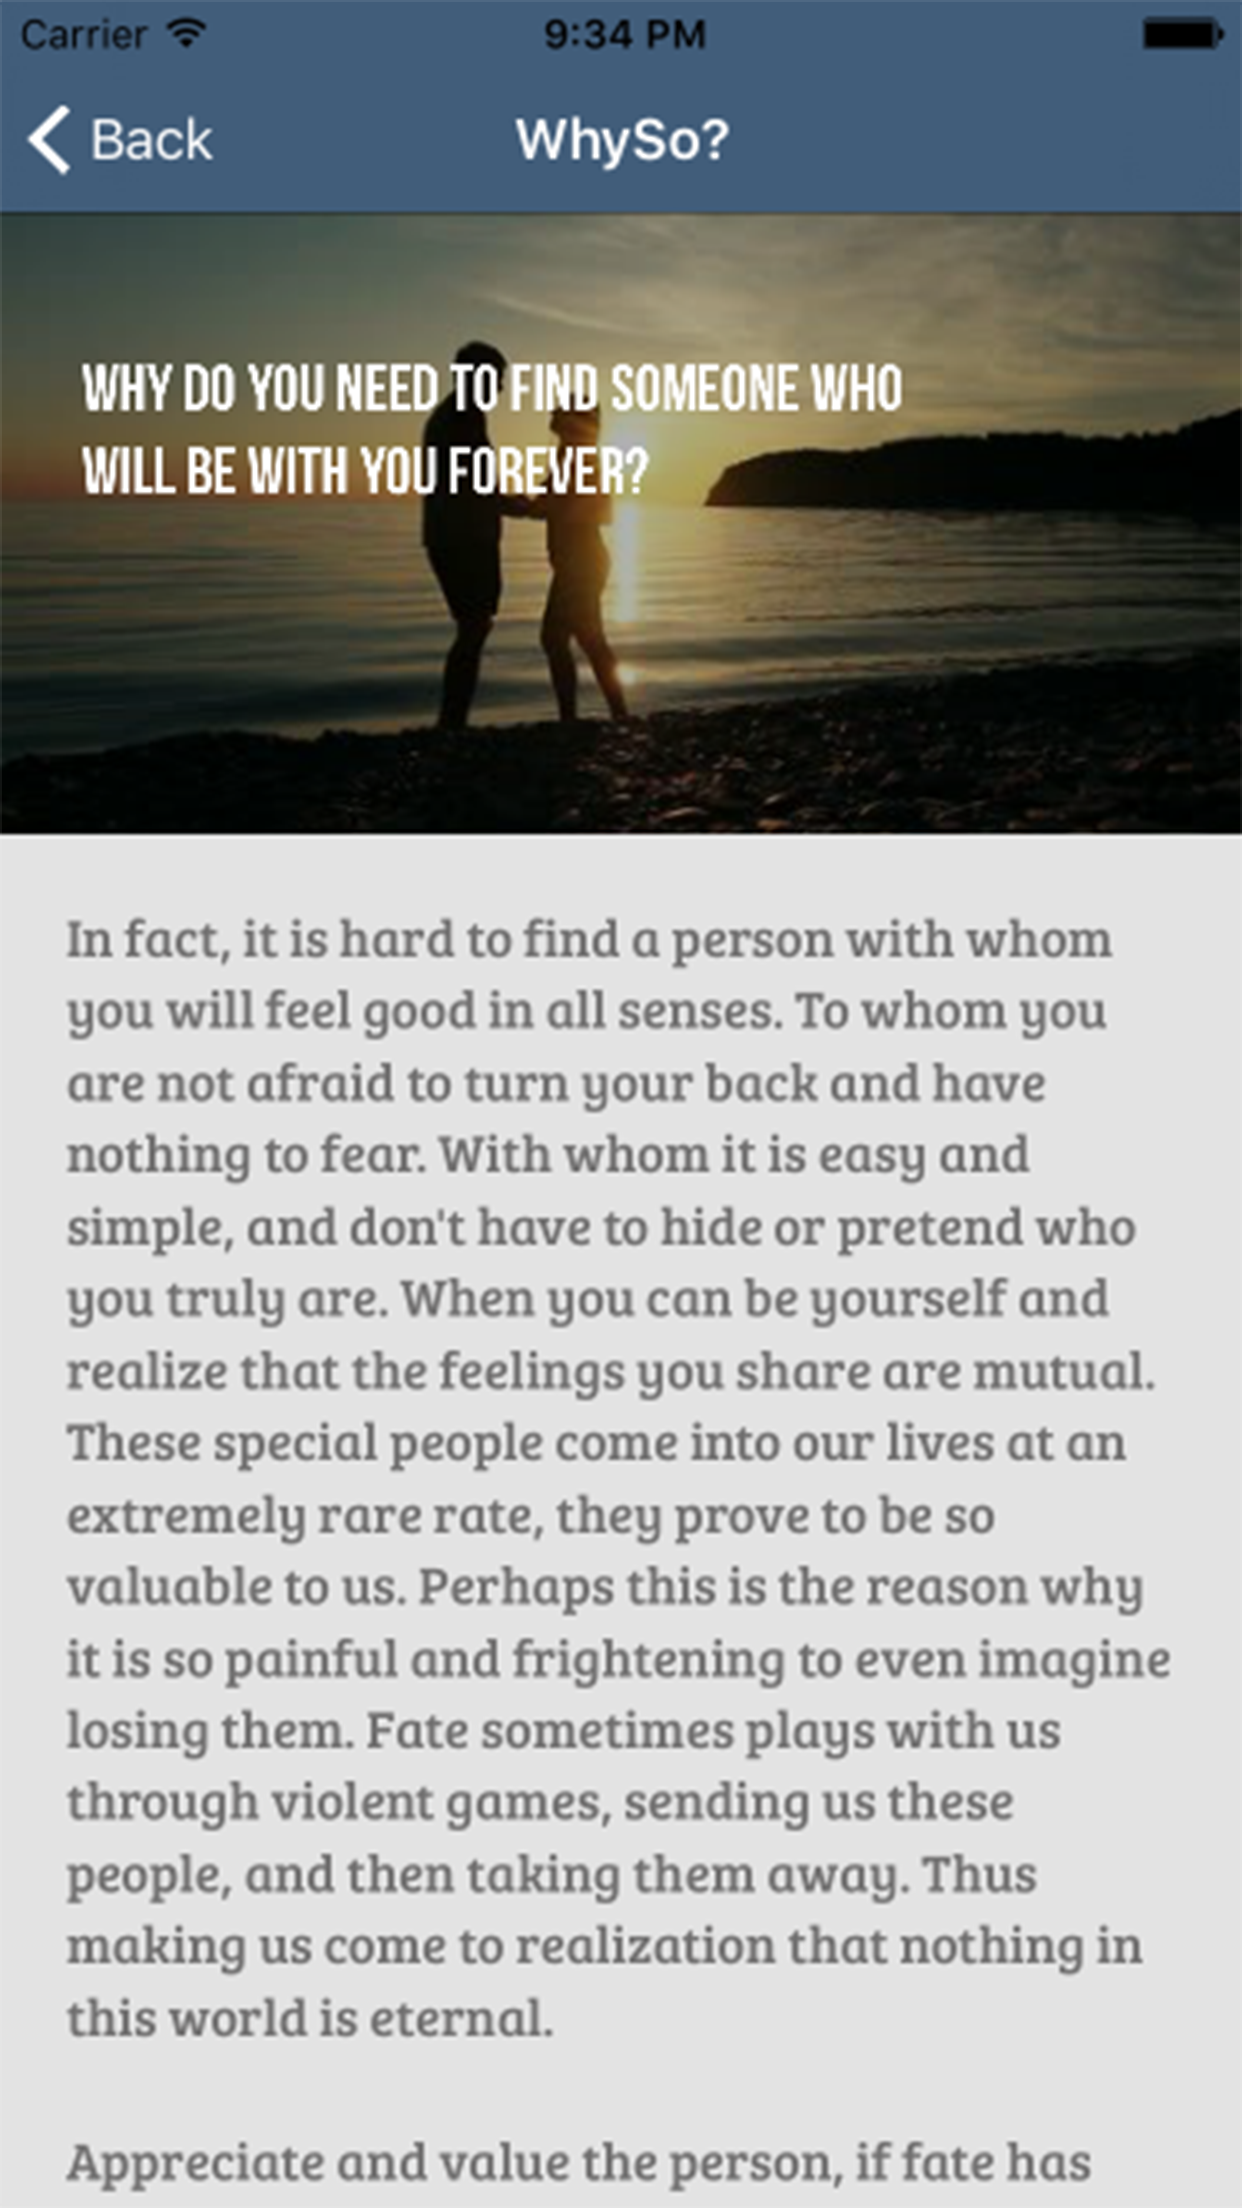 Carrier
9:34 PM
Back
WhySo?
WHY DO YOU NEED TO FIND SOMEONE WHO
WILL BE WITH YOU FOREVER?
In fact, it is hard to find a person with whom
you will feel good in all senses. To whom you
are not afraid to turn your back and have
nothing to fear. With whom it is easy and
simple, and don't have to hide or pretend who
you truly are. When you can be yourself and
realize that the feelings you share are mutual.
These special people come into our lives at an
extremely rare rate, they prove to be so
valuable to us. Perhaps this is the reason why
it is so painful and frightening to even imagine
losing them. Fate sometimes plays with us
through violent games, sending us these
people, and then taking them away. Thus
making us come to realization that nothing in
this world is eternal.
Appreciate and value the person, if fate has